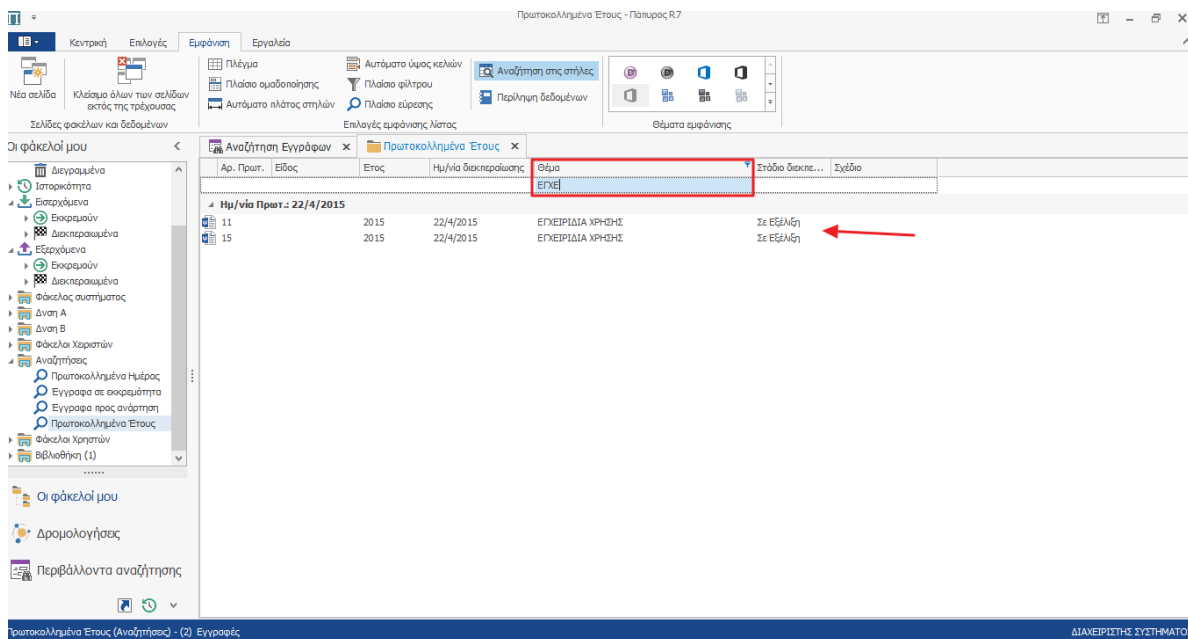 Πρωτοκολλημένα Έτους - Πάπυρος R7
Κεντρική Επιλογές Εμφάνιση Εργαλεία
Νέα σελίδα
Κλείσιμο όλων των σελίδων
εκτός της τρέχουσας
Σελίδες φακέλων και δεδομένων
Πλέγμα
Πλαίσιο ομαδοποίησης
Αυτόματο πλάτος στηλών
Αυτόματο ύψος κελιών
Πλαίσιο φίλτρου
Πλαίσιο εύρεσης
Αναζήτηση στις στήλες
Περίληψη δεδομένων
Επιλογές εμφάνισης λίστας
Θέματα εμφάνισης
Οι φάκελοί μου
Διεγραμμένα
Ιστορικότητα
Εισερχόμενα
Εκκρεμούν
Διεκπεραιωμένα
Εξερχόμενα
Εκκρεμούν
Διεκπεραιωμένα
Φάκελος συστήματος
Δνση Α
Δνση Β
Φάκελοι Χειριστών
Αναζητήσεις
Πρωτοκολλημένα Ημέρας
Έγγραφα σε εκκρεμότητα
Έγγραφα προς ανάρτηση
Πρωτοκολλημένα Έτους
Φάκελοι Χρηστών
Βιβλιοθήκη (1)
Οι φάκελοί μου
Δρομολογήσεις
Περιβάλλοντα αναζήτησης
Αναζήτηση Εγγράφων Πρωτοκολλημένα Έτους
Αρ. Πρωτ. Είδος Έτος Ημ/νία διεκπεραίωσης Θέμα Στάδιο διεκπε... Σχέδιο
ΕΓΧΕ
Ημ/νία Πρωτ.: 22/4/2015
11 2015 22/4/2015 ΕΓΧΕΙΡΙΔΙΑ ΧΡΗΣΗΣ Σε Εξέλιξη
15 2015 22/4/2015 ΕΓΧΕΙΡΙΔΙΑ ΧΡΗΣΗΣ Σε Εξέλιξη
Πρωτοκολλημένα Έτους (Αναζητήσεις) - (2) Εγγραφές
ΔΙΑΧΕΙΡΙΣΤΗΣ ΣΥΣΤΗΜΑΤΟ